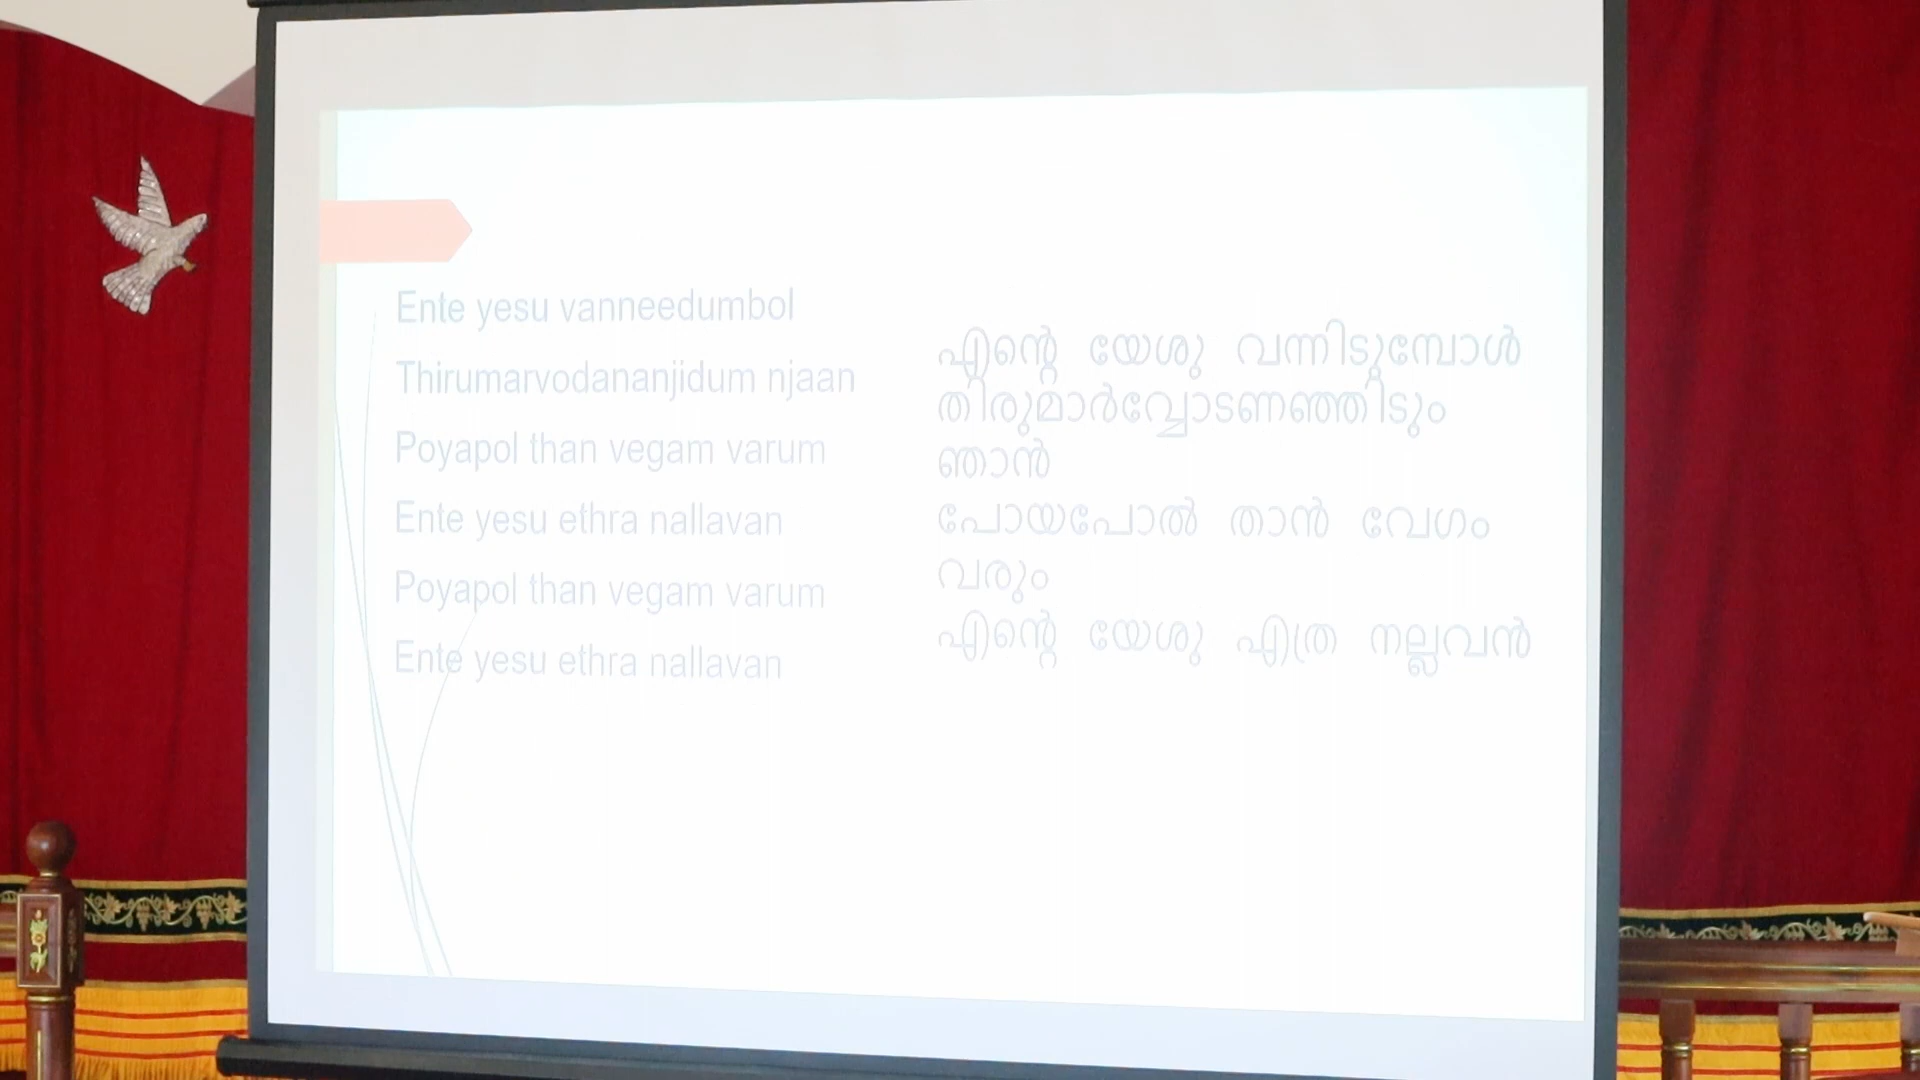 Ente yesu vanneedumbol
Thirumarvodananjidum njaan
Poyapol than vegam varum
Ente yesu ethra nallavan
Poyapol than vegam varum
Ente yesu ethra nallavan
എന്റെ യേശു വന്നിടുമ്പോൾ
തിരുമാർവ്വോടണഞ്ഞിടും
ഞാൻ
പോയപോൽ താൻ വേഗം
വരും
എന്റെ യേശു എത്ര നല്ലവൻ